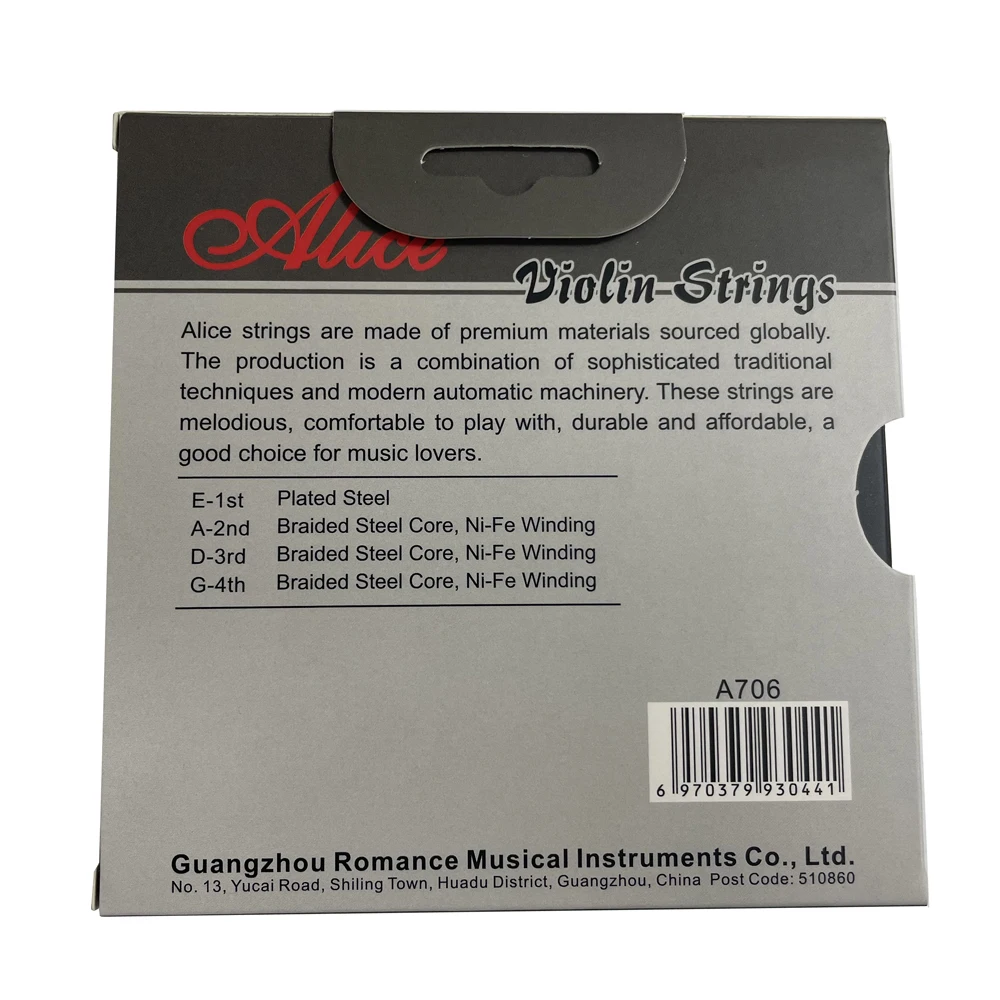 Alice
Violin Strings
Alice strings are made of premium materials sourced globally.
The production is a combination of sophisticated traditional
techniques and modern automatic machinery. These strings are
melodious, comfortable to play with, durable and affordable, a
good choice for music lovers.
E-1st Plated Steel
A-2nd Braided Steel Core, Ni-Fe Winding
D-3rd Braided Steel Core, Ni-Fe Winding
G-4th Braided Steel Core, Ni-Fe Winding
A706
6 970379 930441
Guangzhou Romance Musical Instruments Co., Ltd.
No. 13, Yucai Road, Shiling Town, Huadu District, Guangzhou, China Post Code: 510860